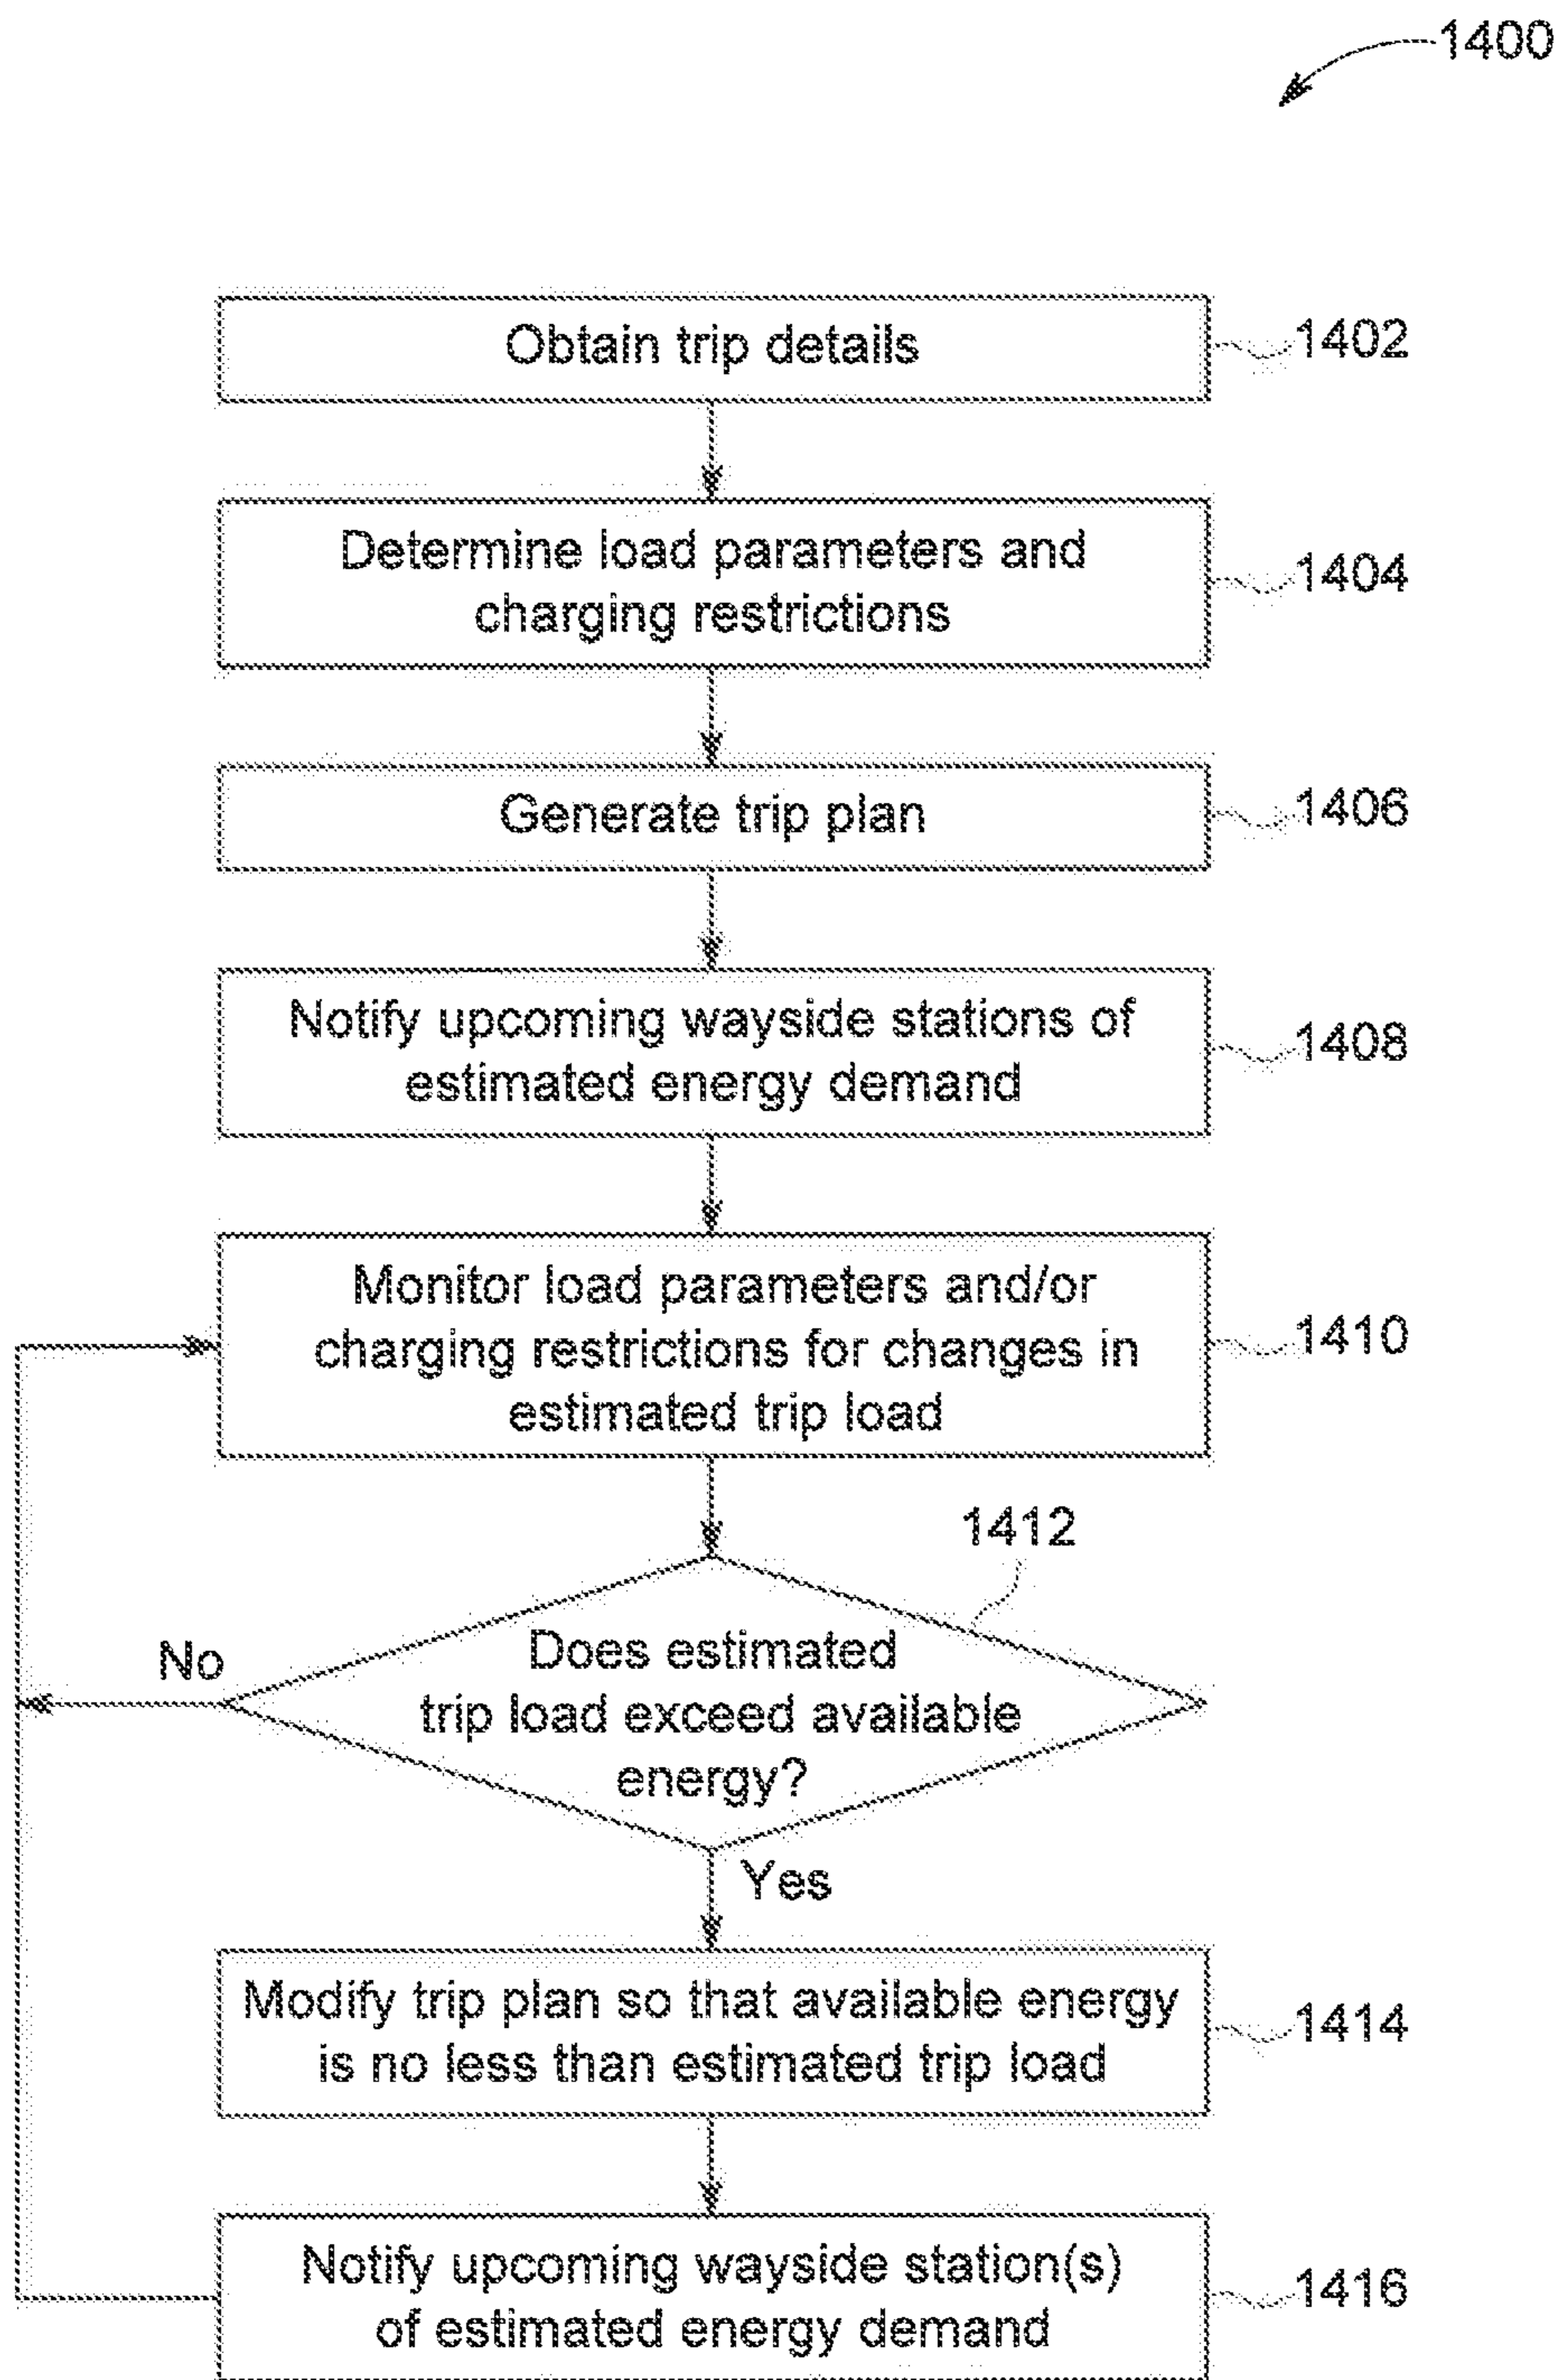 1400
Obtain trip details
1402
Determine load parameters and
charging restrictions
1404
Generate trip plan
1406
Notify upcoming wayside stations of
estimated energy demand
1408
Monitor load parameters and/or
charging restrictions for changes in
estimated trip load
1410
1412
Does estimated
trip load exceed available
energy?
No
Yes
Modify trip plan so that available energy
is no less than estimated trip load
1414
Notify upcoming wayside station(s)
of estimated energy demand
1416